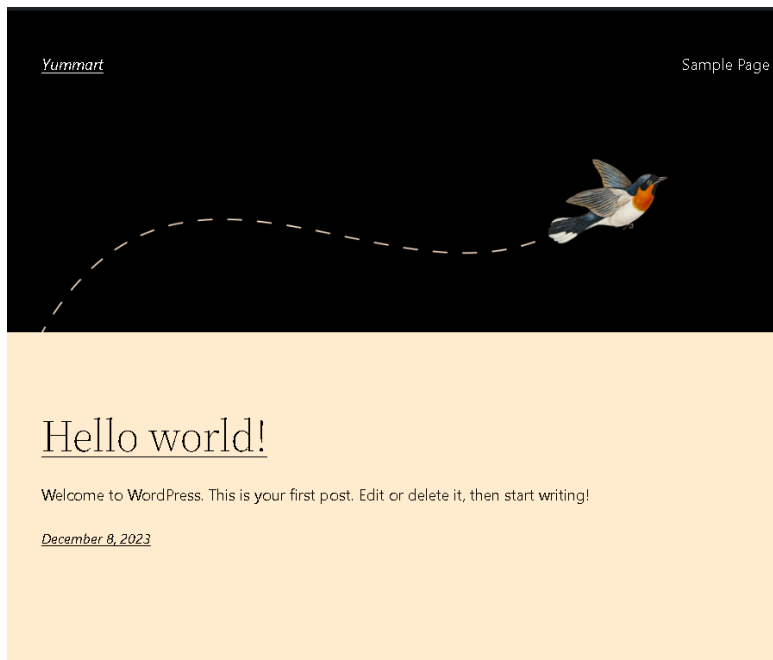 Yummart
Sample Page
Hello world!
Welcome to WordPress. This is your first post. Edit or delete it, then start writing!
December 8, 2023